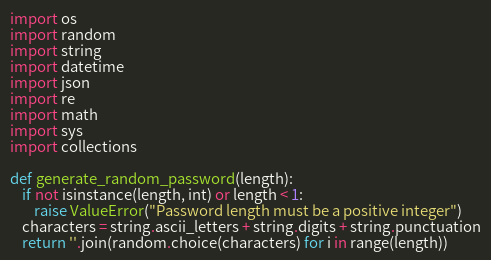 import os
import random
import string
import datetime
import json
import re
import math
import sys
import collections

def generate_random_password(length):
    if not isinstance(length, int) or length < 1:
        raise ValueError("Password length must be a positive integer")
    characters = string.ascii_letters + string.digits + string.punctuation
    return ''.join(random.choice(characters) for i in range(length))